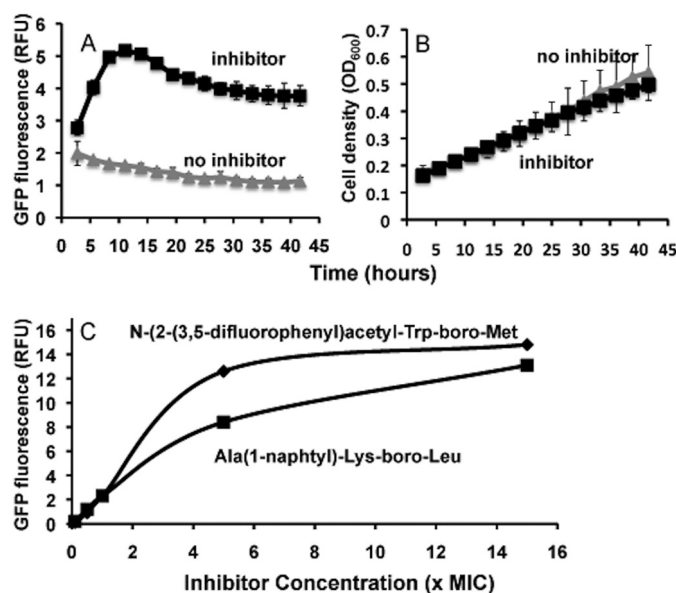 A
GFP fluorescence (RFU)
6
5
4
3
2
1
0
inhibitor
no inhibitor
0 5 10 15 20 25 30 35 40 45
B
Cell density (OD600)
0.7
0.6
0.5
0.4
0.3
0.2
0.1
0
no inhibitor
inhibitor
0 5 10 15 20 25 30 35 40 45
Time (hours)
C
GFP fluorescence (RFU)
16
14
12
10
8
6
4
2
0
N-(2-(3,5-difluorophenyl)acetyl-Trp-boro-Met
Ala(1-naphtyl)-Lys-boro-Leu
0 2 4 6 8 10 12 14 16
Inhibitor Concentration (x MIC)